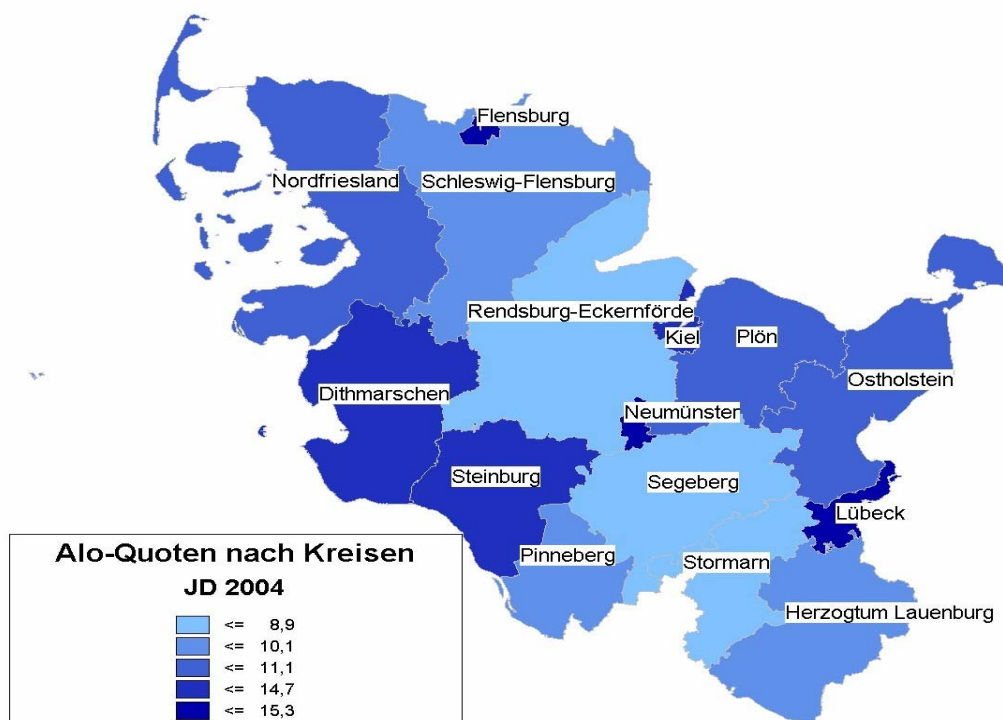 Flensburg
Nordfriesland
Schleswig-Flensburg
Rendsburg-Eckernförde
Kiel
Plön
Ostholstein
Dithmarschen
Neumünster
Steinburg
Segeberg
Lübeck
Pinneberg
Stormarn
Herzogtum Lauenburg
Alo-Quoten nach Kreisen
JD 2004
<= 8,9
<= 10,1
<= 11,1
<= 14,7
<= 15,3